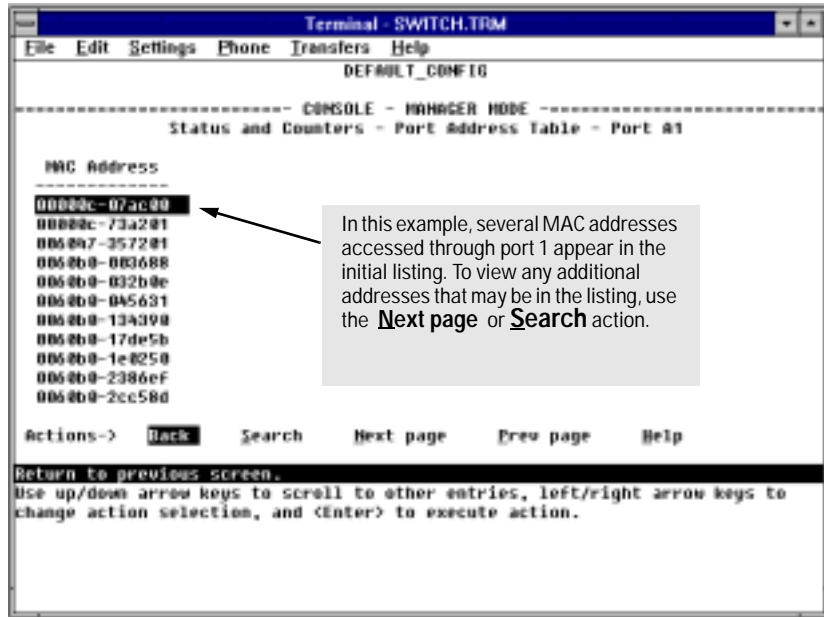 Terminal - SWITCH.TRM
File Edit Settings Phone Transfers Help
DEFAULT_CONFIG
---------------------------- CONSOLE - MANAGER MODE -----------------------------
Status and Counters - Port Address Table - Port A1
MAC Address
--------------
00000c-07ac00
00000c-73a201
006047-357201
0060b0-003688
0060b0-032b0e
0060b0-045631
0060b0-134390
0060b0-17de5b
0060b0-1e0250
0060b0-2386ef
0060b0-2cc58d
In this example, several MAC addresses
accessed through port 1 appear in the
initial listing. To view any additional
addresses that may be in the listing, use
the Next page or Search action.
Actions-> Back Search Next page Prev page Help
Return to previous screen.
Use up/down arrow keys to scroll to other entries, left/right arrow keys to
change action selection, and <Enter> to execute action.